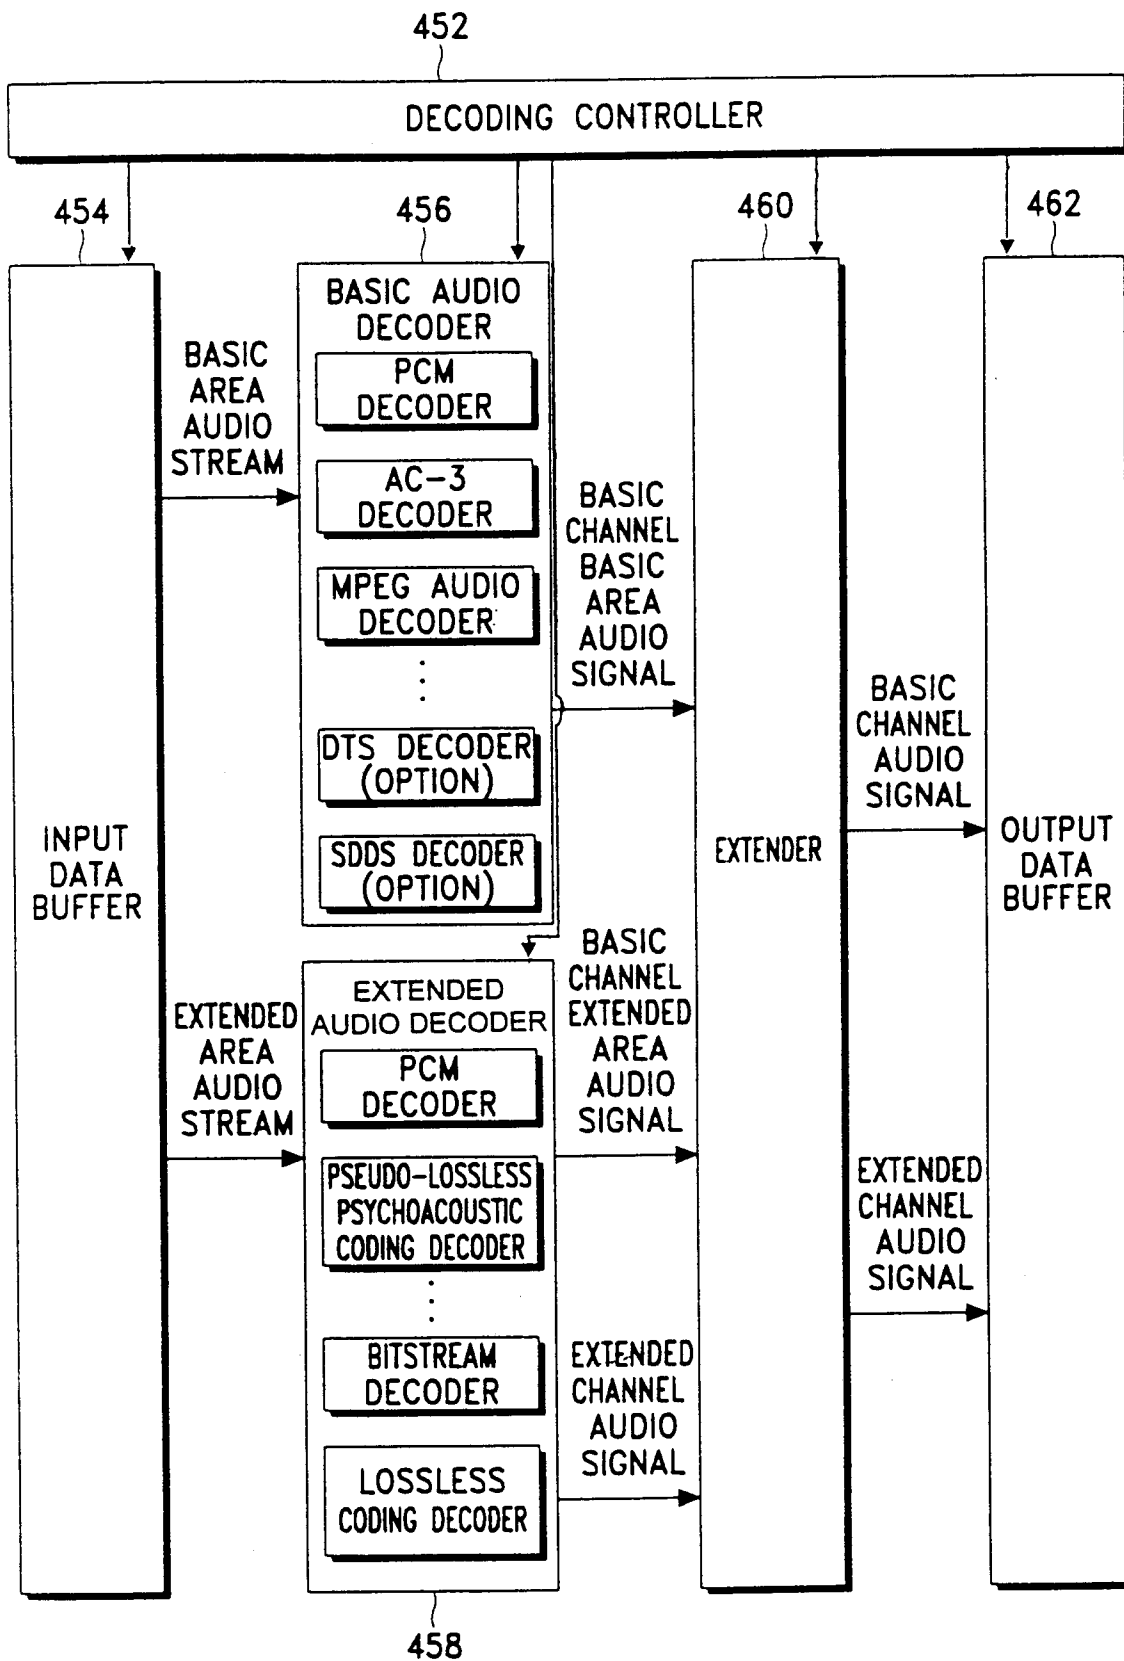 452
DECODING CONTROLLER
454
456
460
462
INPUT
DATA
BUFFER
BASIC
AREA
AUDIO
STREAM
EXTENDED
AREA
AUDIO
STREAM
BASIC AUDIO
DECODER
PCM
DECODER
AC-3
DECODER
MPEG AUDIO
DECODER
DTS DECODER
(OPTION)
SDDS DECODER
(OPTION)
EXTENDED
AUDIO DECODER
PCM
DECODER
PSEUDO-LOSSLESS
PSYCHOACOUSTIC
CODING DECODER
BITSTREAM
DECODER
LOSSLESS
CODING DECODER
458
BASIC
CHANNEL
BASIC
AREA
AUDIO
SIGNAL
BASIC
CHANNEL
EXTENDED
AREA
AUDIO
SIGNAL
EXTENDED
CHANNEL
AUDIO
SIGNAL
EXTENDER
BASIC
CHANNEL
AUDIO
SIGNAL
EXTENDED
CHANNEL
AUDIO
SIGNAL
OUTPUT
DATA
BUFFER